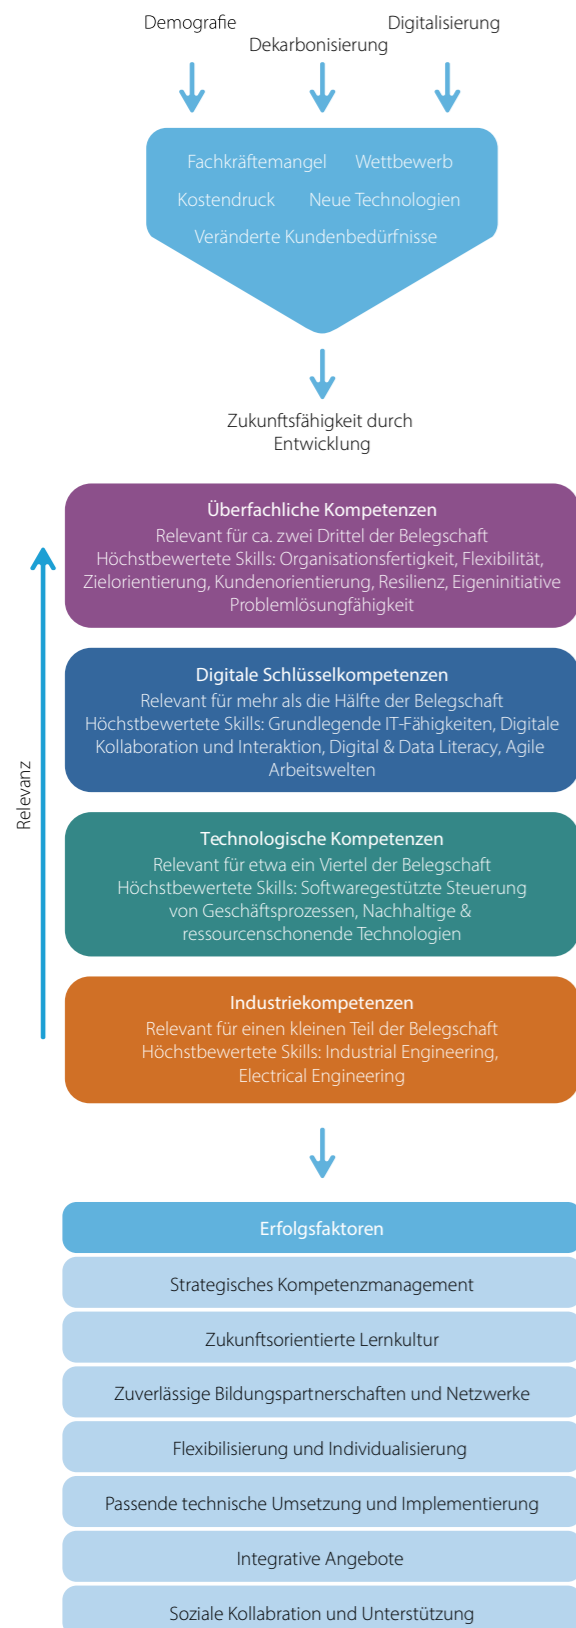 Demografie
Dekarbonisierung
Digitalisierung
Fachkräftemangel Wettbewerb
Kostendruck Neue Technologien
Veränderte Kundenbedürfnisse
Zukunftsfähigkeit durch
Entwicklung
Relevanz
Überfachliche Kompetenzen
Relevant für ca. zwei Drittel der Belegschaft
Höchstbewertete Skills: Organisationsfertigkeit, Flexibilität,
Zielorientierung, Kundenorientierung, Resilienz, Eigeninitiative
Problemlösungfähigkeit
Digitale Schlüsselkompetenzen
Relevant für mehr als die Hälfte der Belegschaft
Höchstbewertete Skills: Grundlegende IT-Fähigkeiten, Digitale
Kollaboration und Interaktion, Digital & Data Literacy, Agile
Arbeitswelten
Technologische Kompetenzen
Relevant für etwa ein Viertel der Belegschaft
Höchstbewertete Skills: Softwaregestützte Steuerung
von Geschäftsprozessen, Nachhaltige &
ressourcenschonende Technologien
Industriekompetenzen
Relevant für einen kleinen Teil der Belegschaft
Höchstbewertete Skills: Industrial Engineering,
Electrical Engineering
Erfolgsfaktoren
Strategisches Kompetenzmanagement
Zukunftsorientierte Lernkultur
Zuverlässige Bildungspartnerschaften und Netzwerke
Flexibilisierung und Individualisierung
Passende technische Umsetzung und Implementierung
Integrative Angebote
Soziale Kollabration und Unterstützung